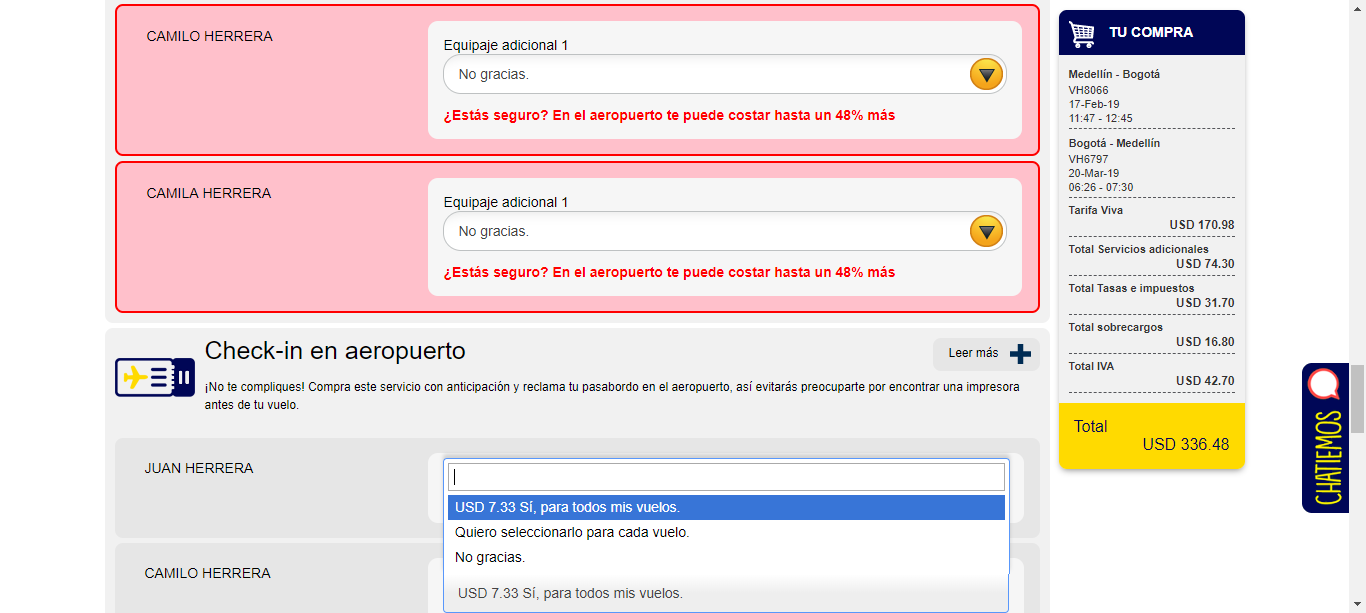 CAMILO HERRERA
Equipaje adicional 1
No gracias.
¿Estás seguro? En el aeropuerto te puede costar hasta un 48% más
CAMILA HERRERA
Equipaje adicional 1
No gracias.
¿Estás seguro? En el aeropuerto te puede costar hasta un 48% más
Check-in en aeropuerto
Leer más
¡No te compliques! Compra este servicio con anticipación y reclama tu pasabordo en el aeropuerto, así evitarás preocuparte por encontrar una impresora
antes de tu vuelo.
JUAN HERRERA
USD 7.33 Sí, para todos mis vuelos.
Quiero seleccionarlo para cada vuelo.
No gracias.
CAMILO HERRERA
USD 7.33 Sí, para todos mis vuelos.
TU COMPRA
Medellín - Bogotá
VH8066
17-Feb-19
11:47 - 12:45
Bogotá - Medellín
VH6797
20-Mar-19
06:26 - 07:30
Tarifa Viva
USD 170.98
Total Servicios adicionales
USD 74.30
Total Tasas e impuestos
USD 31.70
Total sobrecargos
USD 16.80
Total IVA
USD 42.70
Total
USD 336.48
CHATIEMOS